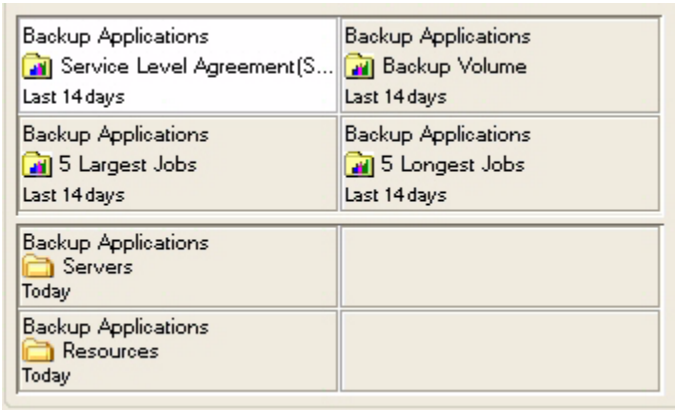 Backup Applications
Service Level Agreement(S...
Last 14 days
Backup Applications
Backup Volume
Last 14 days
Backup Applications
5 Largest Jobs
Last 14 days
Backup Applications
5 Longest Jobs
Last 14 days
Backup Applications
Servers
Today
Backup Applications
Resources
Today